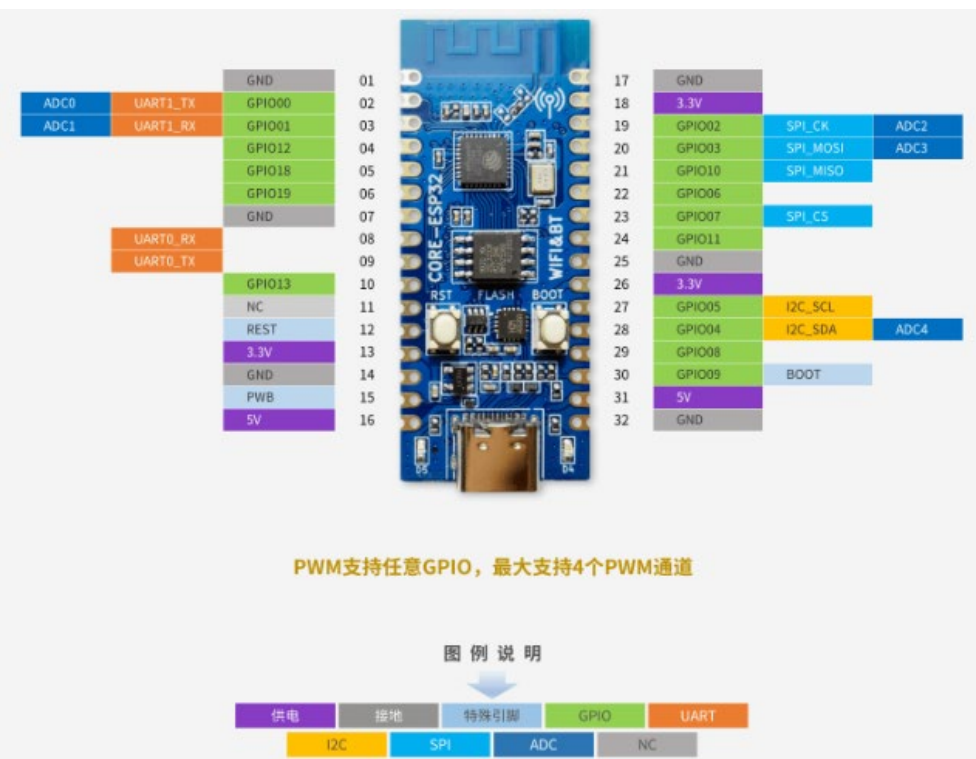 GND 01 17 GND
ADC0 UART1_TX GPIO00 02 18 3.3V
ADC1 UART1_RX GPIO01 03 19 GPIO02 SPI_CK ADC2
GPIO12 04 20 GPIO03 SPI_MOSI ADC3
GPIO18 05 21 GPIO10 SPI_MISO
GPIO19 06 22 GPIO06
GND 07 23 GPIO07 SPI_CS
UART0_RX 08 24 GPIO11
UART0_TX 09 25 GND
GPIO13 10 26 3.3V
NC 11 27 GPIO05 I2C_SCL
REST 12 28 GPIO04 I2C_SDA ADC4
3.3V 13 29 GPIO08
GND 14 30 GPIO09 BOOT
PWB 15 31 5V
5V 16 32 GND
CORE-ESP32
WIFI&BT
RST FLASH BOOT
D5 D4
PWM支持任意GPIO，最大支持4个PWM通道
图例说明
供电 接地 特殊引脚 GPIO UART
I2C SPI ADC NC